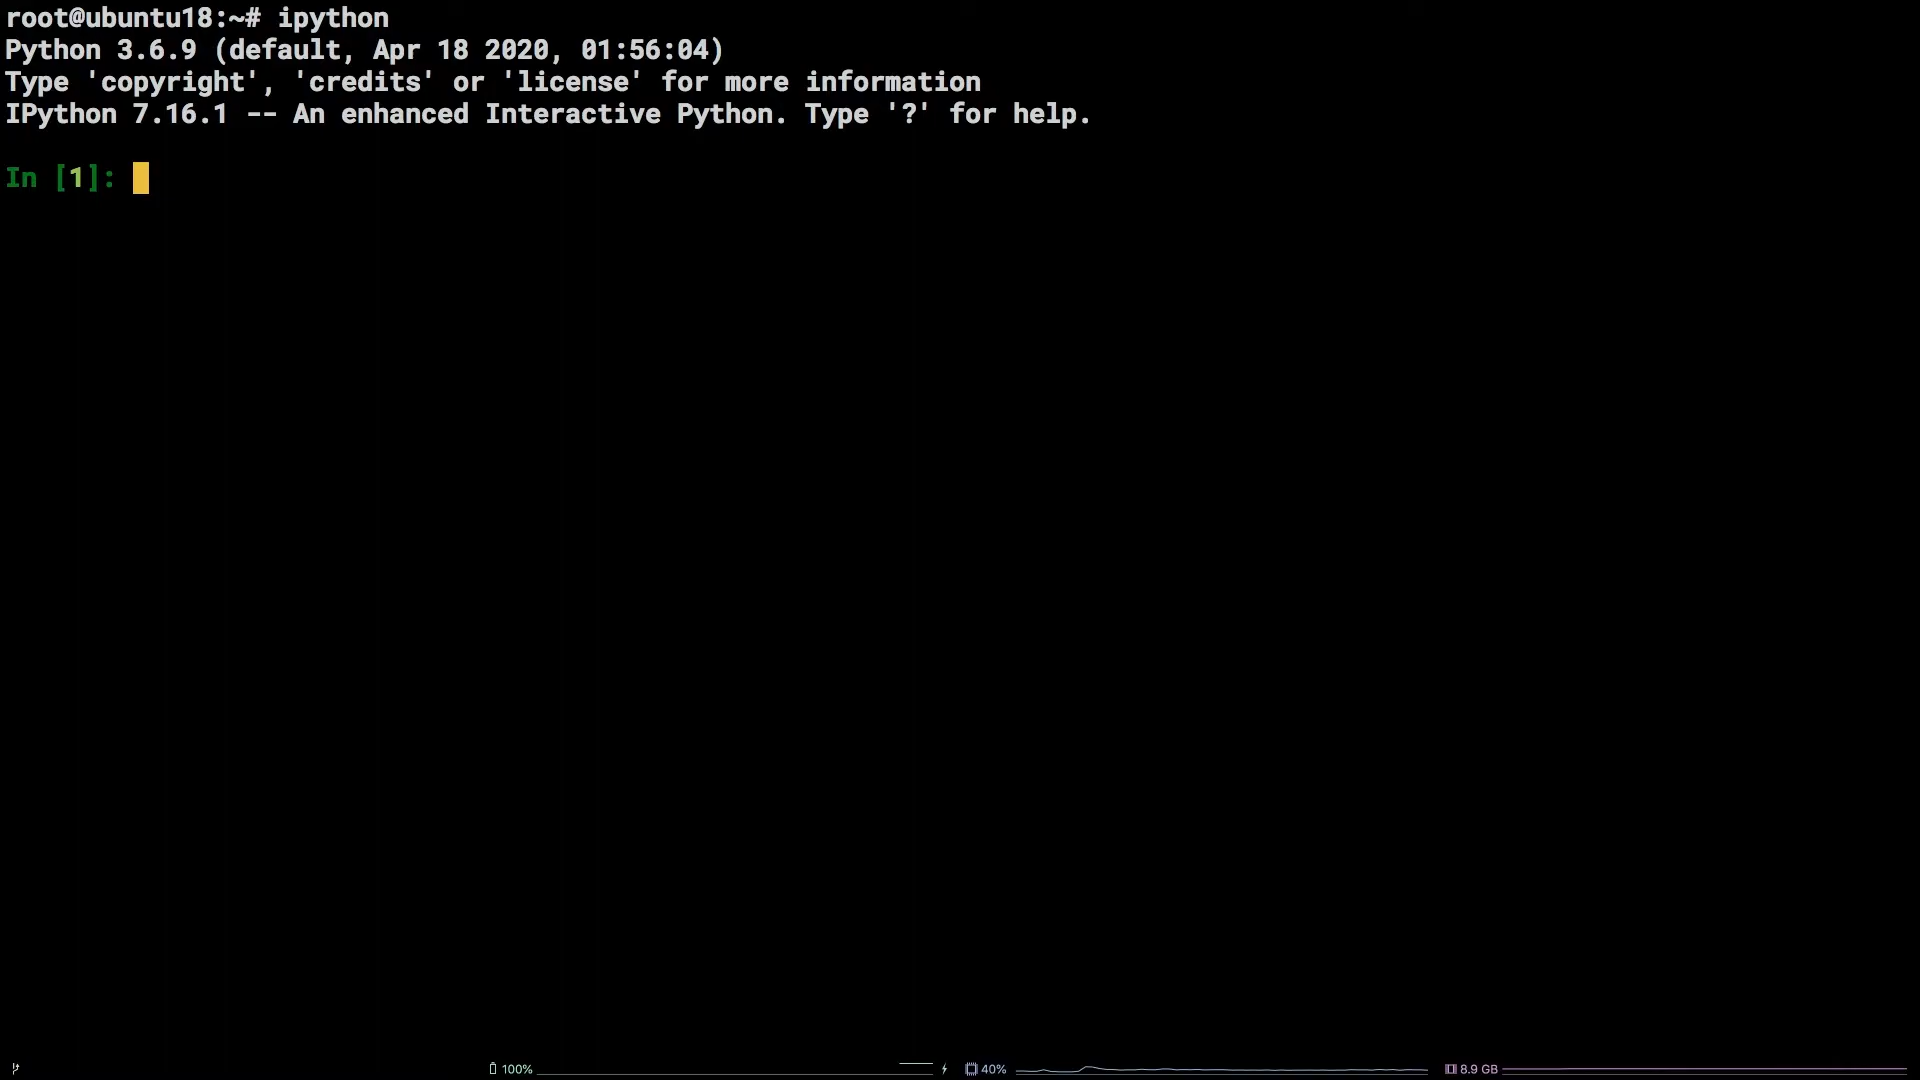 root@ubuntu18:~# ipython
Python 3.6.9 (default, Apr 18 2020, 01:56:04)
Type 'copyright', 'credits' or 'license' for more information
IPython 7.16.1 -- An enhanced Interactive Python. Type '?' for help.
In [1]:
100% 40% 8.9 GB